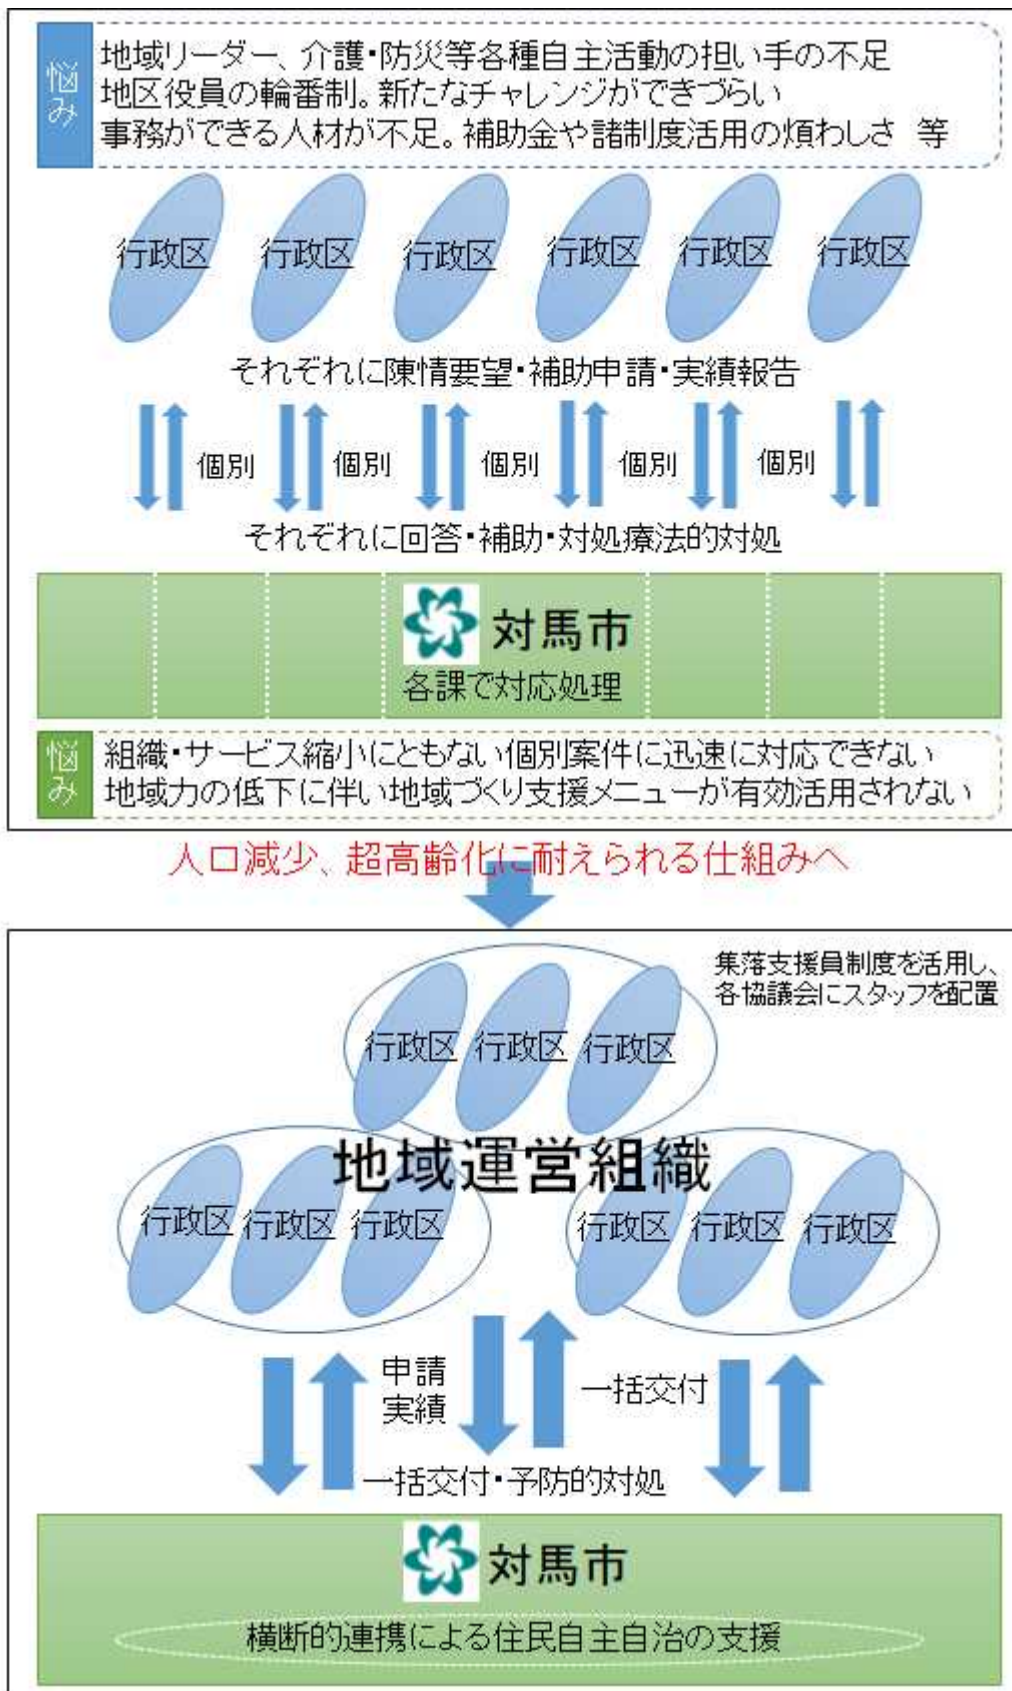 悩み
地域リーダー、介護・防災等各種自主活動の担い手の不足
地区役員の輪番制。新たなチャレンジができづらい
事務ができる人材が不足。補助金や諸制度活用の煩わしさ 等
行政区 行政区 行政区 行政区 行政区 行政区
それぞれに陳情要望・補助申請・実績報告
個別 個別 個別 個別 個別
それぞれに回答・補助・対処療法的対処
対馬市
各課で対応処理
悩み
組織・サービス縮小にともない個別案件に迅速に対応できない
地域力の低下に伴い地域づくり支援メニューが有効活用されない
人口減少、超高齢化に耐えられる仕組みへ
集落支援員制度を活用し、
各協議会にスタッフを配置
行政区 行政区 行政区
地域運営組織
行政区 行政区 行政区 行政区 行政区 行政区
申請
実績
一括交付
一括交付・予防的対処
対馬市
横断的連携による住民自主自治の支援